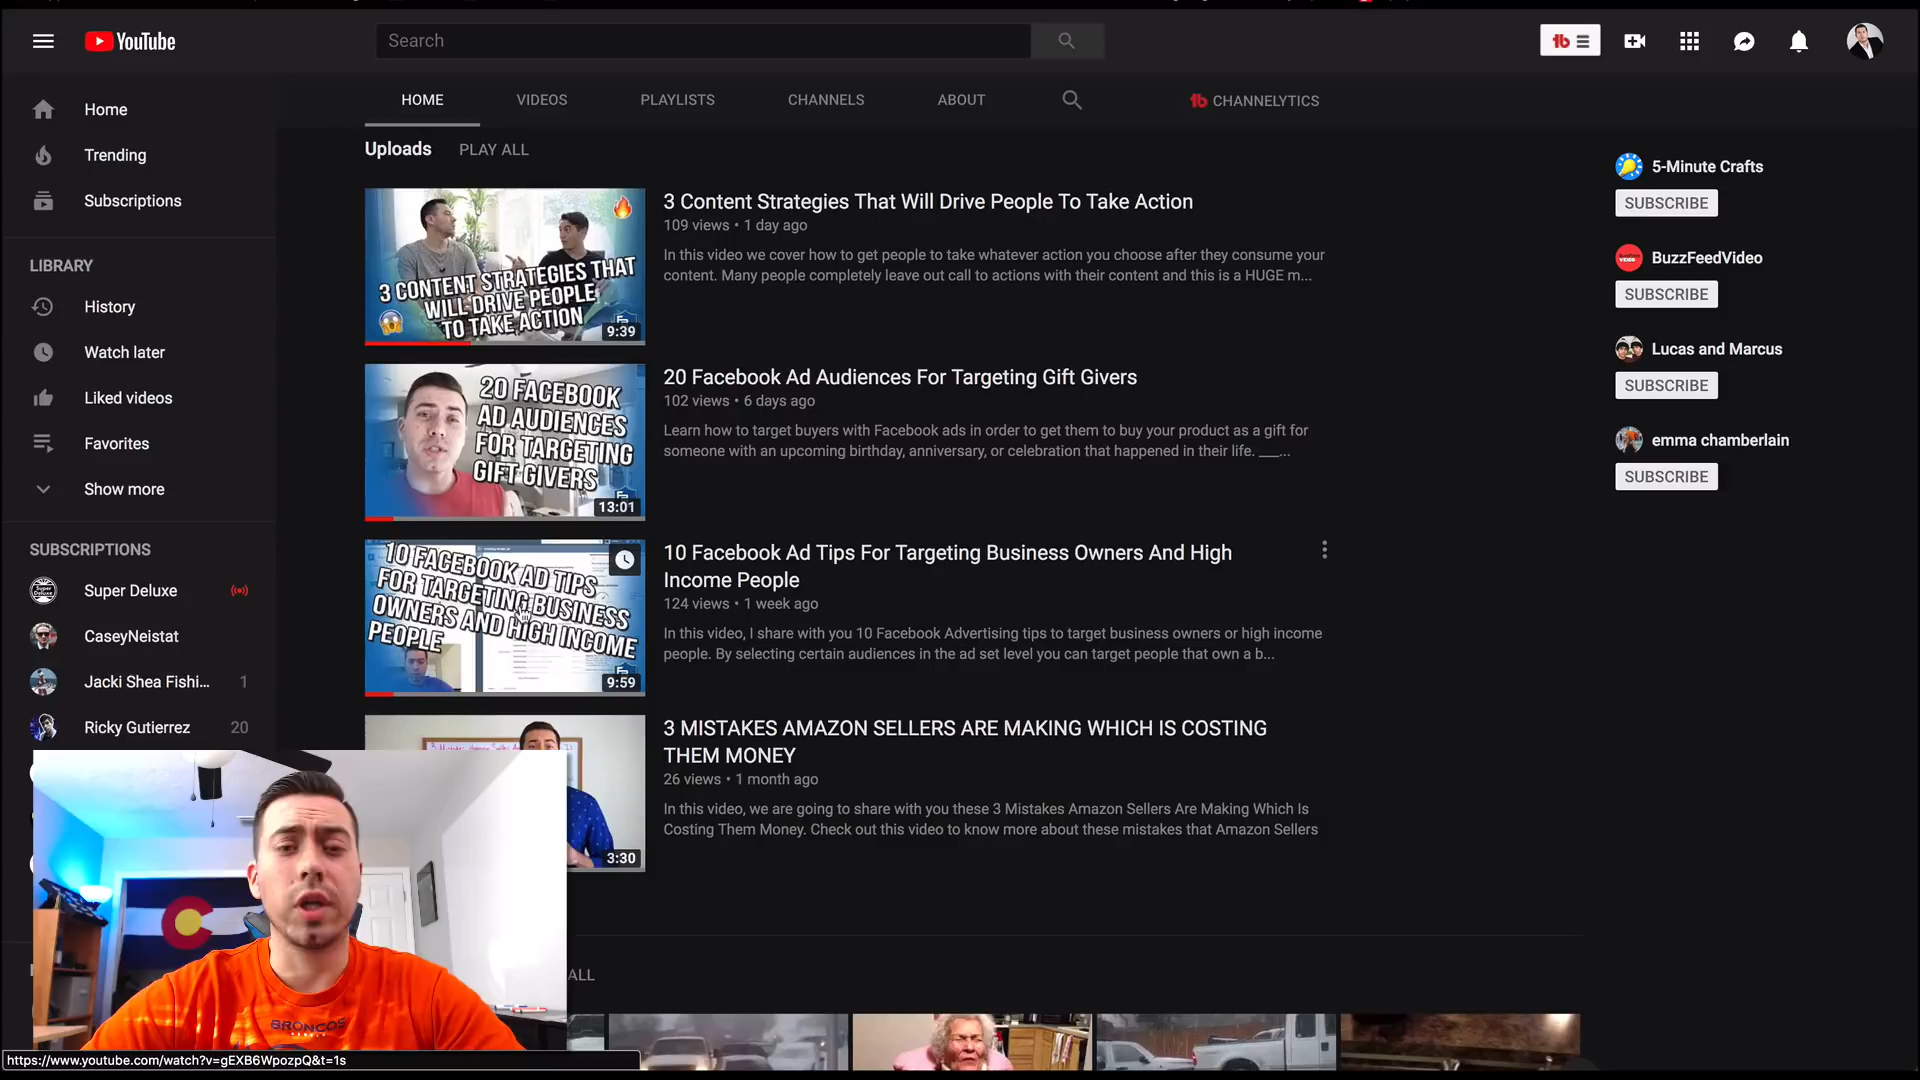 YouTube
Search
HOME
VIDEOS
PLAYLISTS
CHANNELS
ABOUT
CHANNELYTICS
Home
Trending
Subscriptions
LIBRARY
History
Watch later
Liked videos
Favorites
Show more
SUBSCRIPTIONS
Super Deluxe
CaseyNeistat
Jacki Shea Fishi... 1
Ricky Gutierrez 20
Uploads PLAY ALL
3 CONTENT STRATEGIES THAT
WILL DRIVE PEOPLE
TO TAKE ACTION
9:39
3 Content Strategies That Will Drive People To Take Action
109 views • 1 day ago
In this video we cover how to get people to take whatever action you choose after they consume your
content. Many people completely leave out call to actions with their content and this is a HUGE m...
20 FACEBOOK
AD AUDIENCES
FOR TARGETING
GIFT GIVERS
13:01
20 Facebook Ad Audiences For Targeting Gift Givers
102 views • 6 days ago
Learn how to target buyers with Facebook ads in order to get them to buy your product as a gift for
someone with an upcoming birthday, anniversary, or celebration that happened in their life. ___...
10 FACEBOOK AD TIPS
FOR TARGETING BUSINESS
OWNERS AND HIGH INCOME
PEOPLE
9:59
10 Facebook Ad Tips For Targeting Business Owners And High
Income People
124 views • 1 week ago
In this video, I share with you 10 Facebook Advertising tips to target business owners or high income
people. By selecting certain audiences in the ad set level you can target people that own a b...
3:30
3 MISTAKES AMAZON SELLERS ARE MAKING WHICH IS COSTING
THEM MONEY
26 views • 1 month ago
In this video, we are going to share with you these 3 Mistakes Amazon Sellers Are Making Which Is
Costing Them Money. Check out this video to know more about these mistakes that Amazon Sellers
ALL
5-Minute Crafts
SUBSCRIBE
BuzzFeedVideo
SUBSCRIBE
Lucas and Marcus
SUBSCRIBE
emma chamberlain
SUBSCRIBE
BRONCOS
https://www.youtube.com/watch?v=gEXB6WpozpQ&t=1s